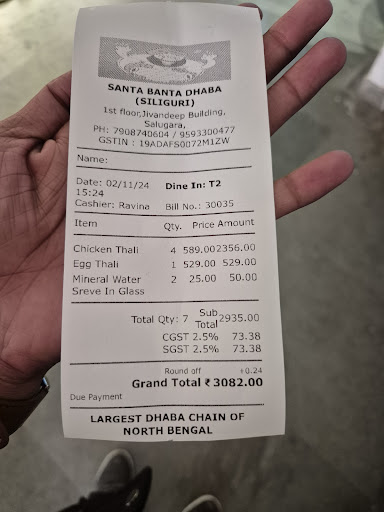 SANTA BANTA DHABA
(SILIGURI)
1st floor,Jivandeep Building,
Salugara,
PH: 7908740604 / 9593300477
GSTIN : 19ADAFS0072M1ZW
Name:
Date: 02/11/24 Dine In: T2
15:24
Cashier: Ravina Bill No.: 30035
Item Qty. Price Amount
Chicken Thali 4 589.00 2356.00
Egg Thali 1 529.00 529.00
Mineral Water 2 25.00 50.00
Sreve In Glass
Total Qty: 7 Sub Total 2935.00
CGST 2.5% 73.38
SGST 2.5% 73.38
Round off +0.24
Grand Total ₹ 3082.00
Due Payment
LARGEST DHABA CHAIN OF
NORTH BENGAL